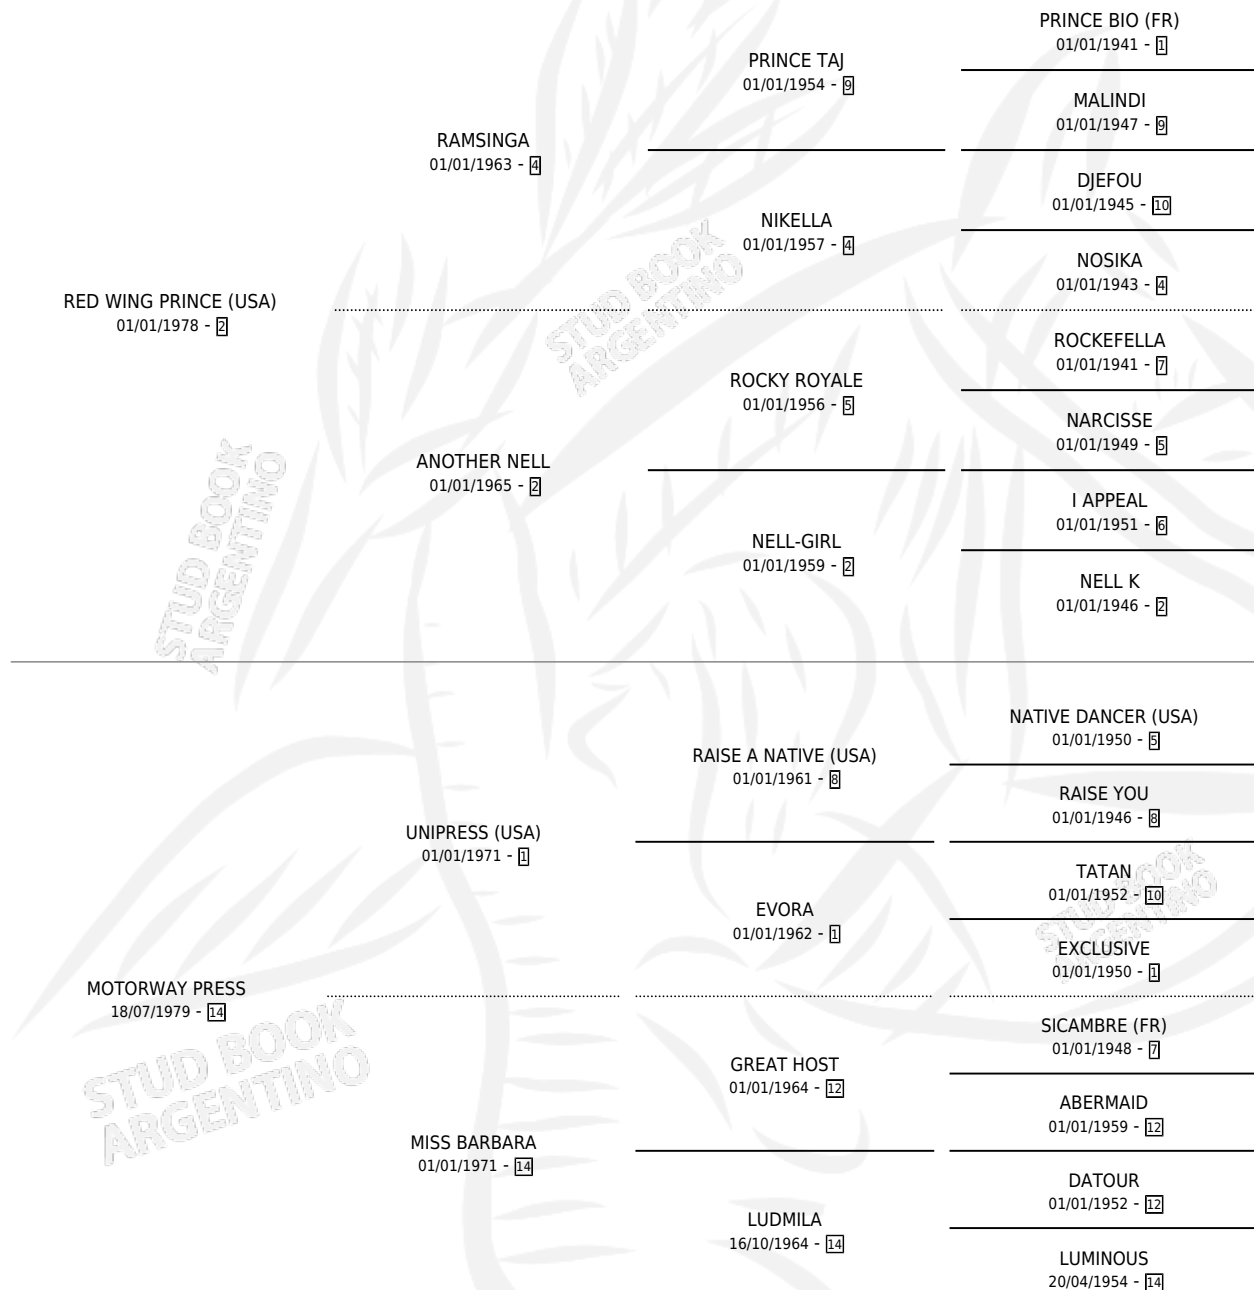 PRINCE BIO (FR)
01/01/1941 - 1
PRINCE TAJ
01/01/1954 - 9
MALINDI
01/01/1947 - 9
RAMSINGA
01/01/1963 - 4
DJEFOU
01/01/1945 - 10
NIKELLA
01/01/1957 - 4
NOSIKA
01/01/1943 - 4
RED WING PRINCE (USA)
01/01/1978 - 2
STUD BOOK
ARGENTINO
ROCKEFELLA
01/01/1941 - 7
ROCKY ROYALE
01/01/1956 - 5
NARCISSE
01/01/1949 - 5
ANOTHER NELL
01/01/1965 - 2
I APPEAL
01/01/1951 - 6
NELL-GIRL
01/01/1959 - 2
NELL K
01/01/1946 - 2
STUD BOOK
ARGENTINO
NATIVE DANCER (USA)
01/01/1950 - 5
RAISE A NATIVE (USA)
01/01/1961 - 8
RAISE YOU
01/01/1946 - 8
UNIPRESS (USA)
01/01/1971 - 1
TATAN
01/01/1952 - 10
EVORA
01/01/1962 - 1
EXCLUSIVE
01/01/1950 - 1
STUD BOOK
ARGENTINO
MOTORWAY PRESS
18/07/1979 - 14
SICAMBRE (FR)
01/01/1948 - 7
GREAT HOST
01/01/1964 - 12
ABERMAID
01/01/1959 - 12
MISS BARBARA
01/01/1971 - 14
DATOUR
01/01/1952 - 12
LUDMILA
16/10/1964 - 14
LUMINOUS
20/04/1954 - 14
STUD BOOK
ARGENTINO